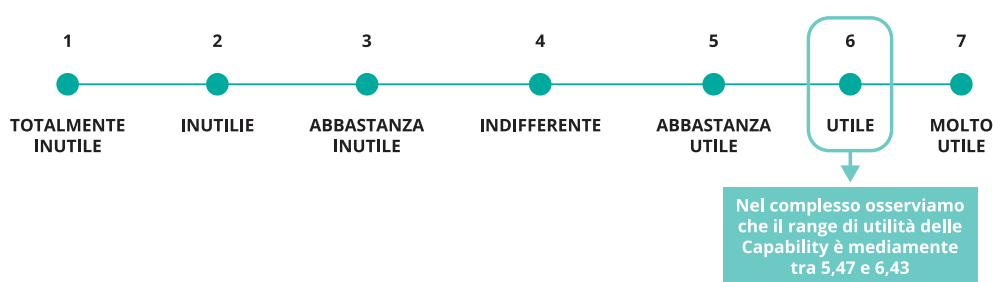 1 2 3 4 5 6 7
TOTALMENTE
INUTILE
INUTILIE
ABBASTANZA
INUTILE
INDIFFERENTE
ABBASTANZA
UTILE
UTILE
MOLTO
UTILE
Nel complesso osserviamo
che il range di utilità delle
Capability è mediamente
tra 5,47 e 6,43